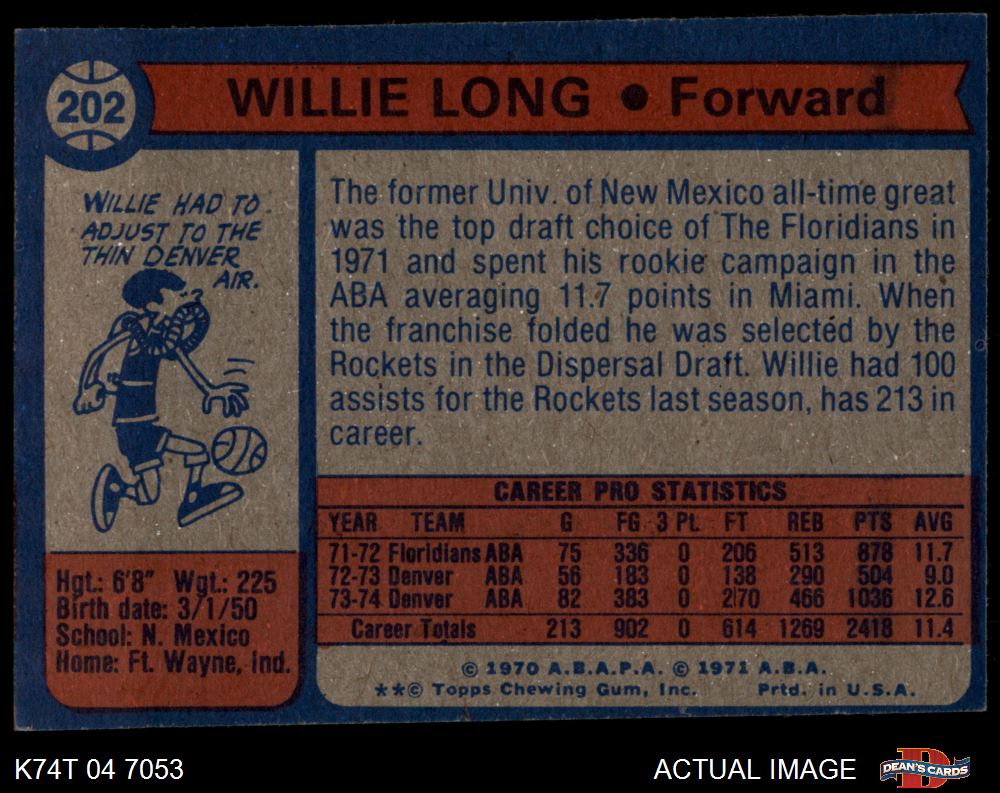 202
WILLIE LONG • Forward
WILLIE HAD TO
ADJUST TO THE
THIN DENVER
AIR.
The former Univ. of New Mexico all-time great
was the top draft choice of The Floridians in
1971 and spent his rookie campaign in the
ABA averaging 11.7 points in Miami. When
the franchise folded he was selected by the
Rockets in the Dispersal Draft. Willie had 100
assists for the Rockets last season, has 213 in
career.
Hgt.: 6'8" Wgt.: 225
Birth date: 3/1/50
School: N. Mexico
Home: Ft. Wayne, Ind.
CAREER PRO STATISTICS
YEAR TEAM G FG 3 Pt. FT REB PTS AVG
71-72 Floridians ABA 75 336 0 206 513 878 11.7
72-73 Denver ABA 56 183 0 138 290 504 9.0
73-74 Denver ABA 82 383 0 270 466 1036 12.6
Career Totals 213 902 0 614 1269 2418 11.4
© 1970 A.B.A.P.A. © 1971 A.B.A.
**© Topps Chewing Gum, Inc. Prtd. in U.S.A.
K74T 04 7053
ACTUAL IMAGE
D
DEAN'S CARDS